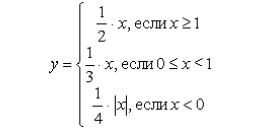 y = { 1/2 · x, если x ≥ 1
1/3 · x, если 0 ≤ x < 1
1/4 · |x|, если x < 0